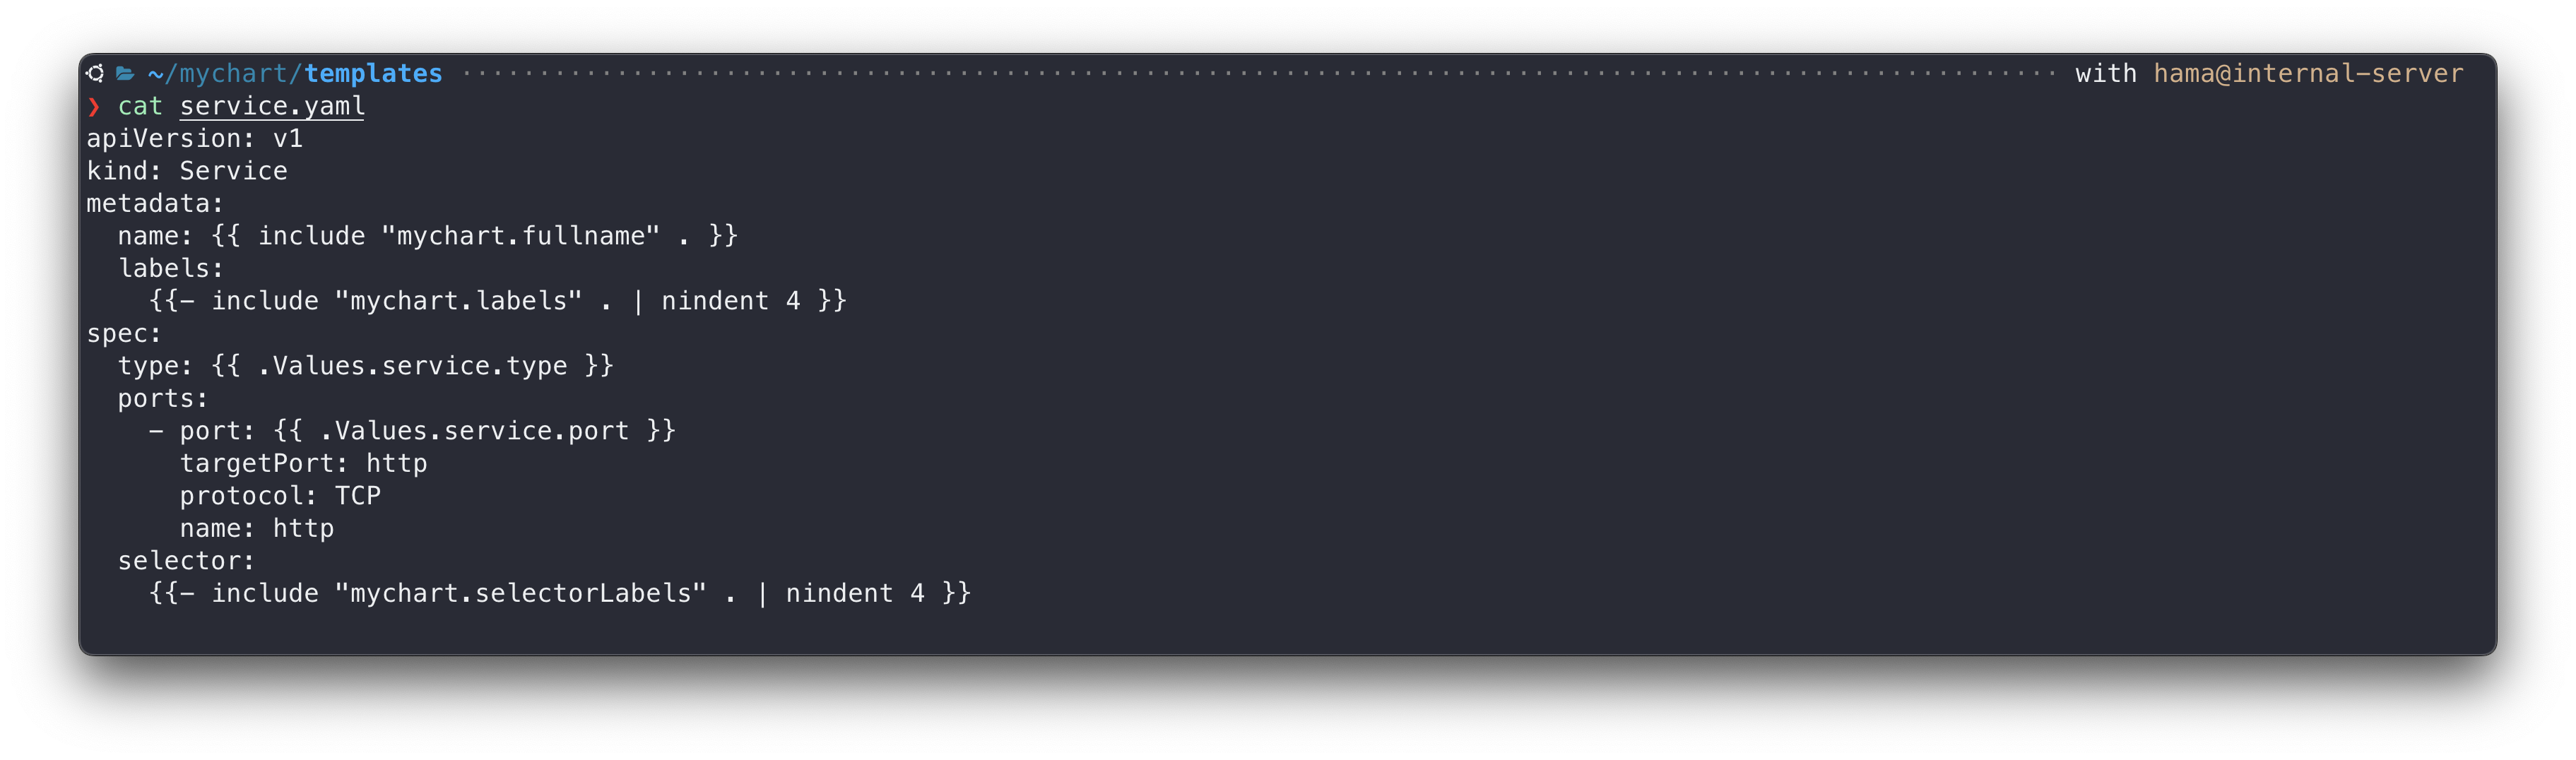 ~/mychart/templates ······················································································· with hama@internal-server
❯ cat service.yaml
apiVersion: v1
kind: Service
metadata:
  name: {{ include "mychart.fullname" . }}
  labels:
    {{- include "mychart.labels" . | nindent 4 }}
spec:
  type: {{ .Values.service.type }}
  ports:
    - port: {{ .Values.service.port }}
      targetPort: http
      protocol: TCP
      name: http
  selector:
    {{- include "mychart.selectorLabels" . | nindent 4 }}